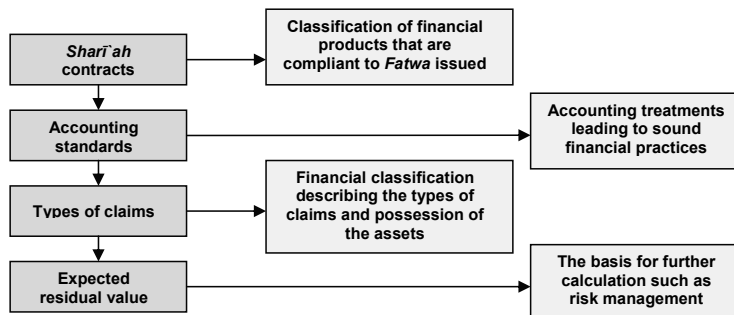 Sharī`ah
contracts
Classification of financial
products that are
compliant to Fatwa issued
Accounting
standards
Accounting treatments
leading to sound
financial practices
Types of claims
Financial classification
describing the types of
claims and possession of
the assets
Expected
residual value
The basis for further
calculation such as
risk management